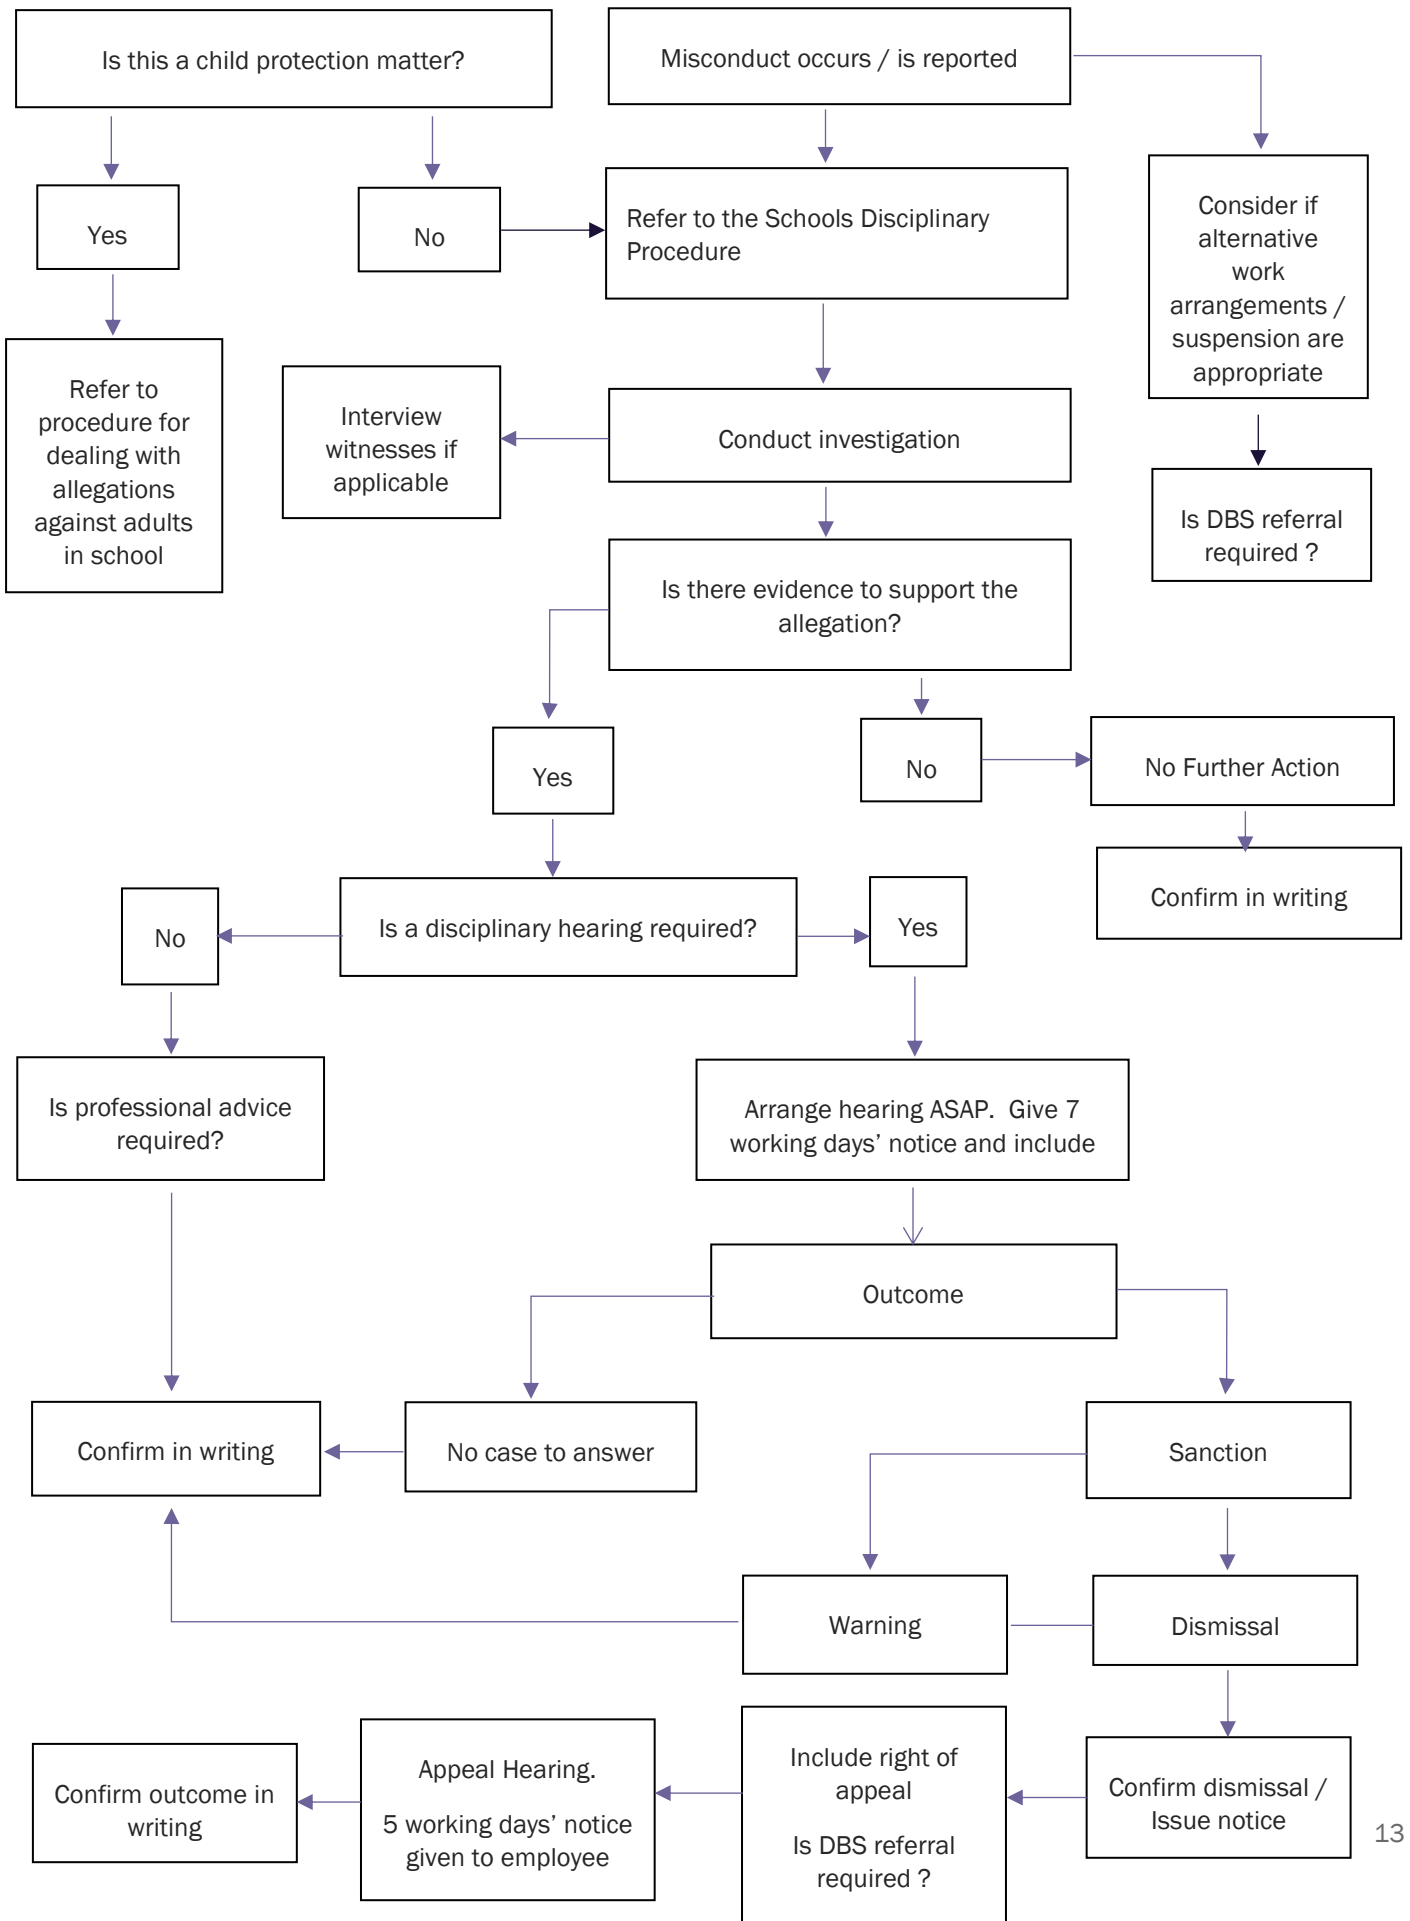 Is this a child protection matter?
Misconduct occurs / is reported
Yes
No
Refer to the Schools Disciplinary
Procedure
Consider if
alternative
work
arrangements /
suspension are
appropriate
Refer to
procedure for
dealing with
allegations
against adults
in school
Interview
witnesses if
applicable
Conduct investigation
Is DBS referral
required ?
Is there evidence to support the
allegation?
Yes
No
No Further Action
Confirm in writing
No
Is a disciplinary hearing required?
Yes
Is professional advice
required?
Arrange hearing ASAP.  Give 7
working days’ notice and include
Outcome
Confirm in writing
No case to answer
Sanction
Warning
Dismissal
Confirm outcome in
writing
Appeal Hearing.
5 working days’ notice
given to employee
Include right of
appeal
Is DBS referral
required ?
Confirm dismissal /
Issue notice
13